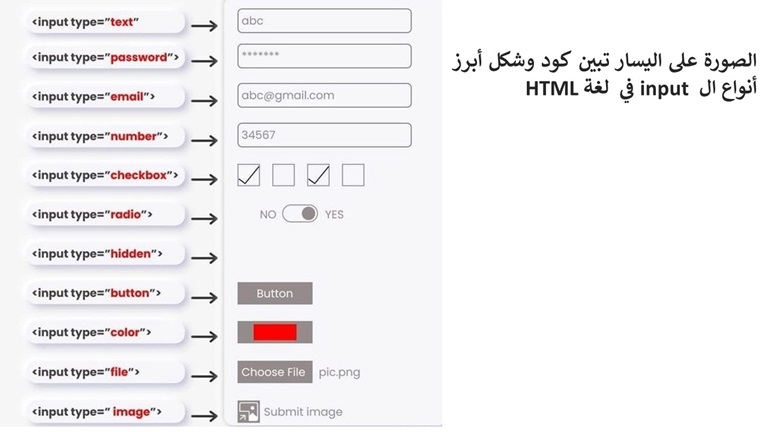 الصورة على اليسار تبين كود وشكل أبرز
أنواع ال input في لغة HTML
<input type="text" → abc
<input type="password"> → *******
<input type="email"> → abc@gmail.com
<input type="number"> → 34567
<input type="checkbox"> →
<input type="radio"> → NO YES
<input type="hidden"> →
<input type="button"> → Button
<input type="color"> →
<input type="file"> → Choose File pic.png
<input type=" image"> → Submit image